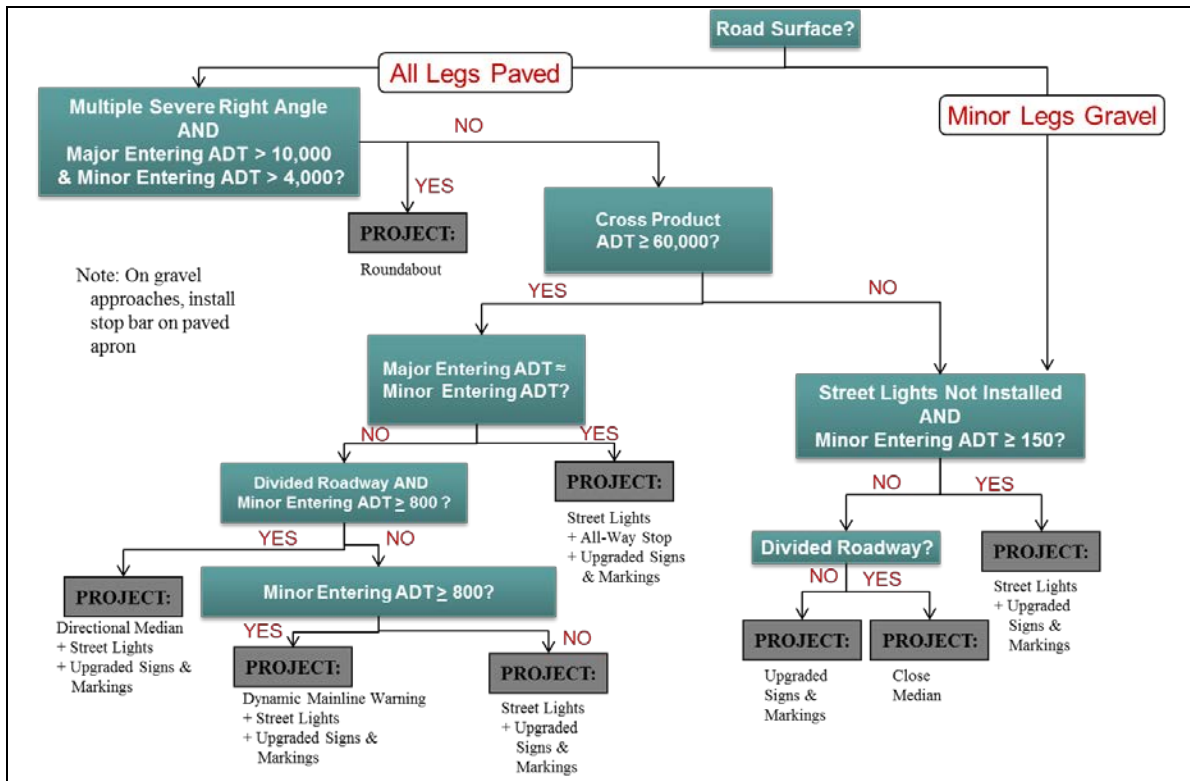 Road Surface?
All Legs Paved
Minor Legs Gravel
Multiple Severe Right Angle
AND
Major Entering ADT > 10,000
& Minor Entering ADT > 4,000?
NO
YES
PROJECT:
Roundabout
Cross Product
ADT ≥ 60,000?
Note: On gravel
approaches, install
stop bar on paved
apron
YES
NO
Major Entering ADT ≈
Minor Entering ADT?
Street Lights Not Installed
AND
Minor Entering ADT ≥ 150?
NO
YES
Divided Roadway AND
Minor Entering ADT ≥ 800 ?
PROJECT:
Street Lights
+ All-Way Stop
+ Upgraded Signs
& Markings
NO
YES
Divided Roadway?
PROJECT:
Street Lights
+ Upgraded
Signs &
Markings
YES
NO
PROJECT:
Directional Median
+ Street Lights
+ Upgraded Signs &
Markings
Minor Entering ADT ≥ 800?
NO
YES
PROJECT:
Upgraded
Signs &
Markings
PROJECT:
Close
Median
YES
NO
PROJECT:
Dynamic Mainline Warning
+ Street Lights
+ Upgraded Signs &
Markings
PROJECT:
Street Lights
+ Upgraded
Signs &
Markings